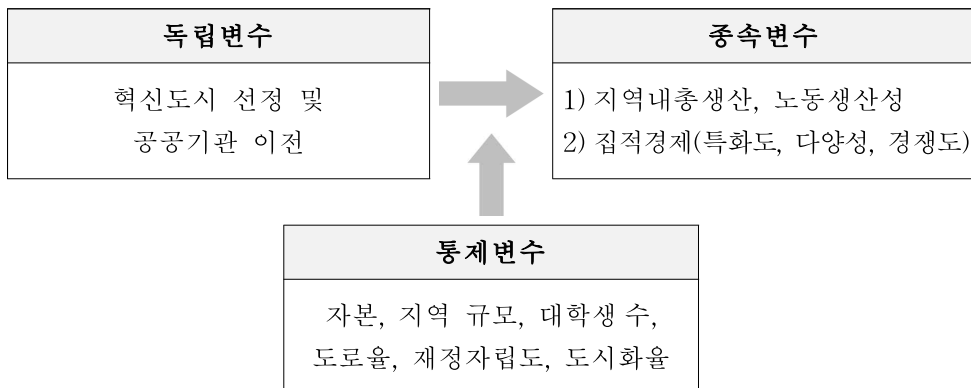 독립변수
혁신도시 선정 및
공공기관 이전
종속변수
1) 지역내총생산, 노동생산성
2) 집적경제(특화도, 다양성, 경쟁도)
통제변수
자본, 지역 규모, 대학생 수,
도로율, 재정자립도, 도시화율